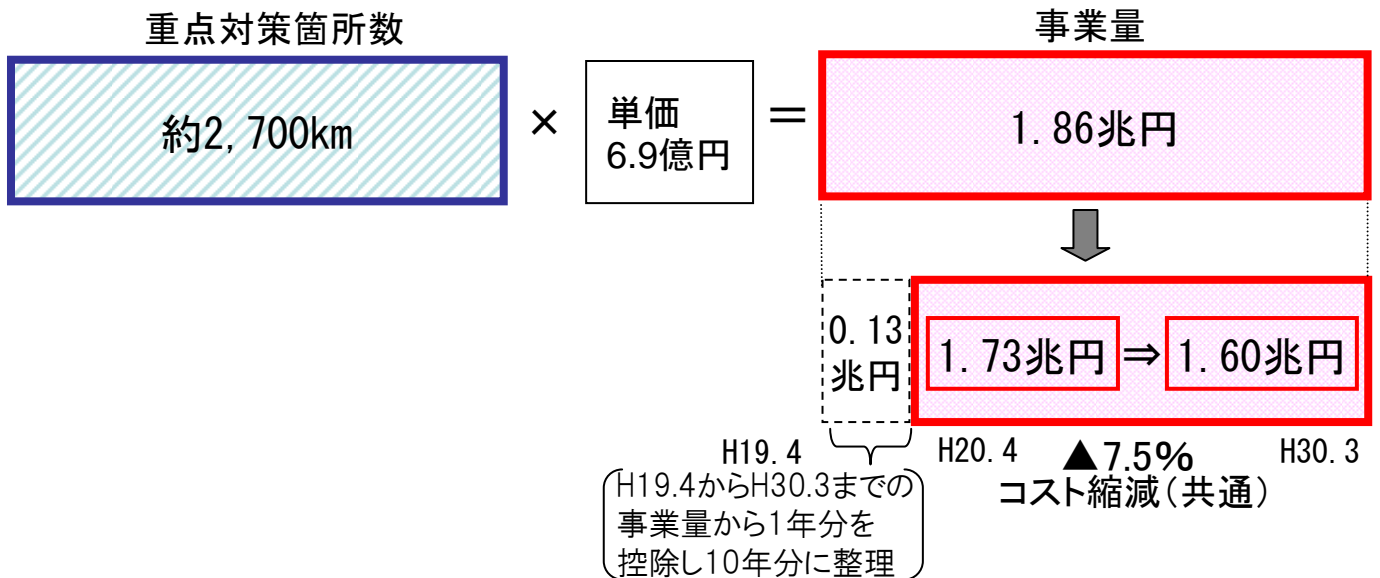 重点対策箇所数
約2,700km
×
単価
6.9億円
＝
事業量
1.86兆円
0.13
兆円
1.73兆円⇒1.60兆円
H19.4
H20.4
▲7.5%
H30.3
コスト縮減（共通）
H19.4からH30.3までの
事業量から1年分を
控除し10年分に整理